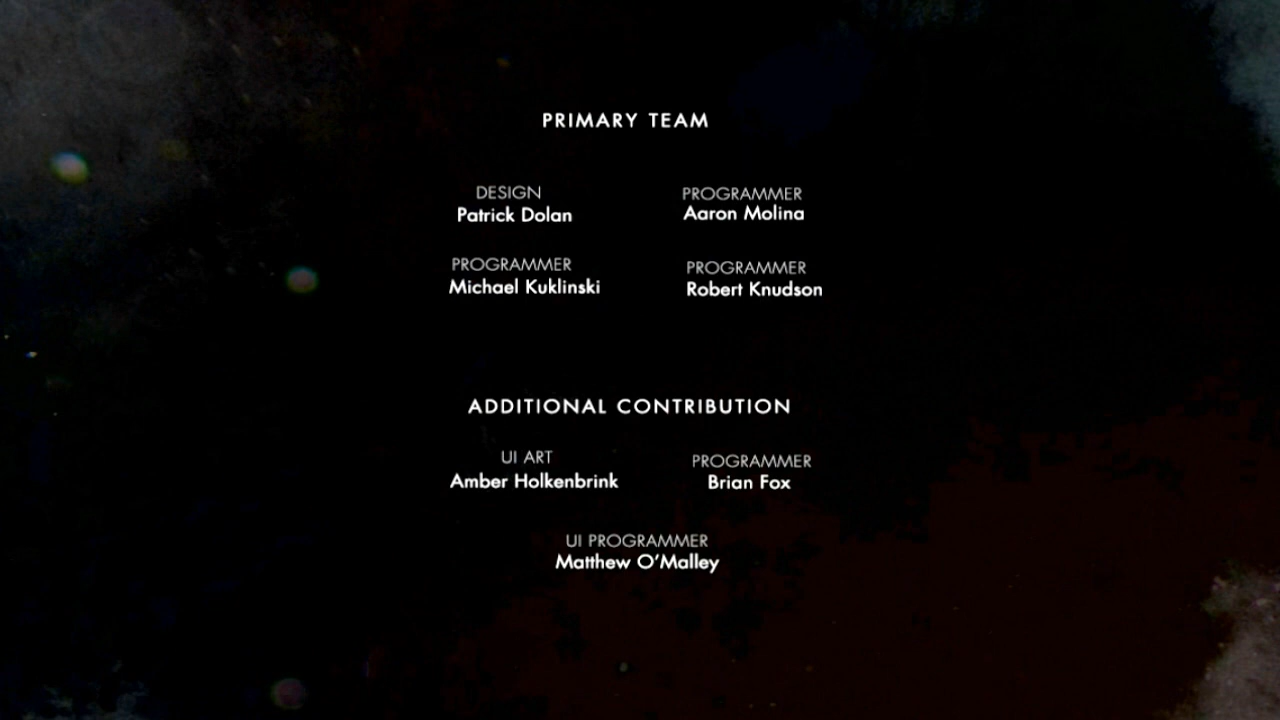 PRIMARY TEAM
DESIGN
Patrick Dolan
PROGRAMMER
Aaron Molina
PROGRAMMER
Michael Kuklinski
PROGRAMMER
Robert Knudson
ADDITIONAL CONTRIBUTION
UI ART
Amber Holkenbrink
PROGRAMMER
Brian Fox
UI PROGRAMMER
Matthew O’Malley